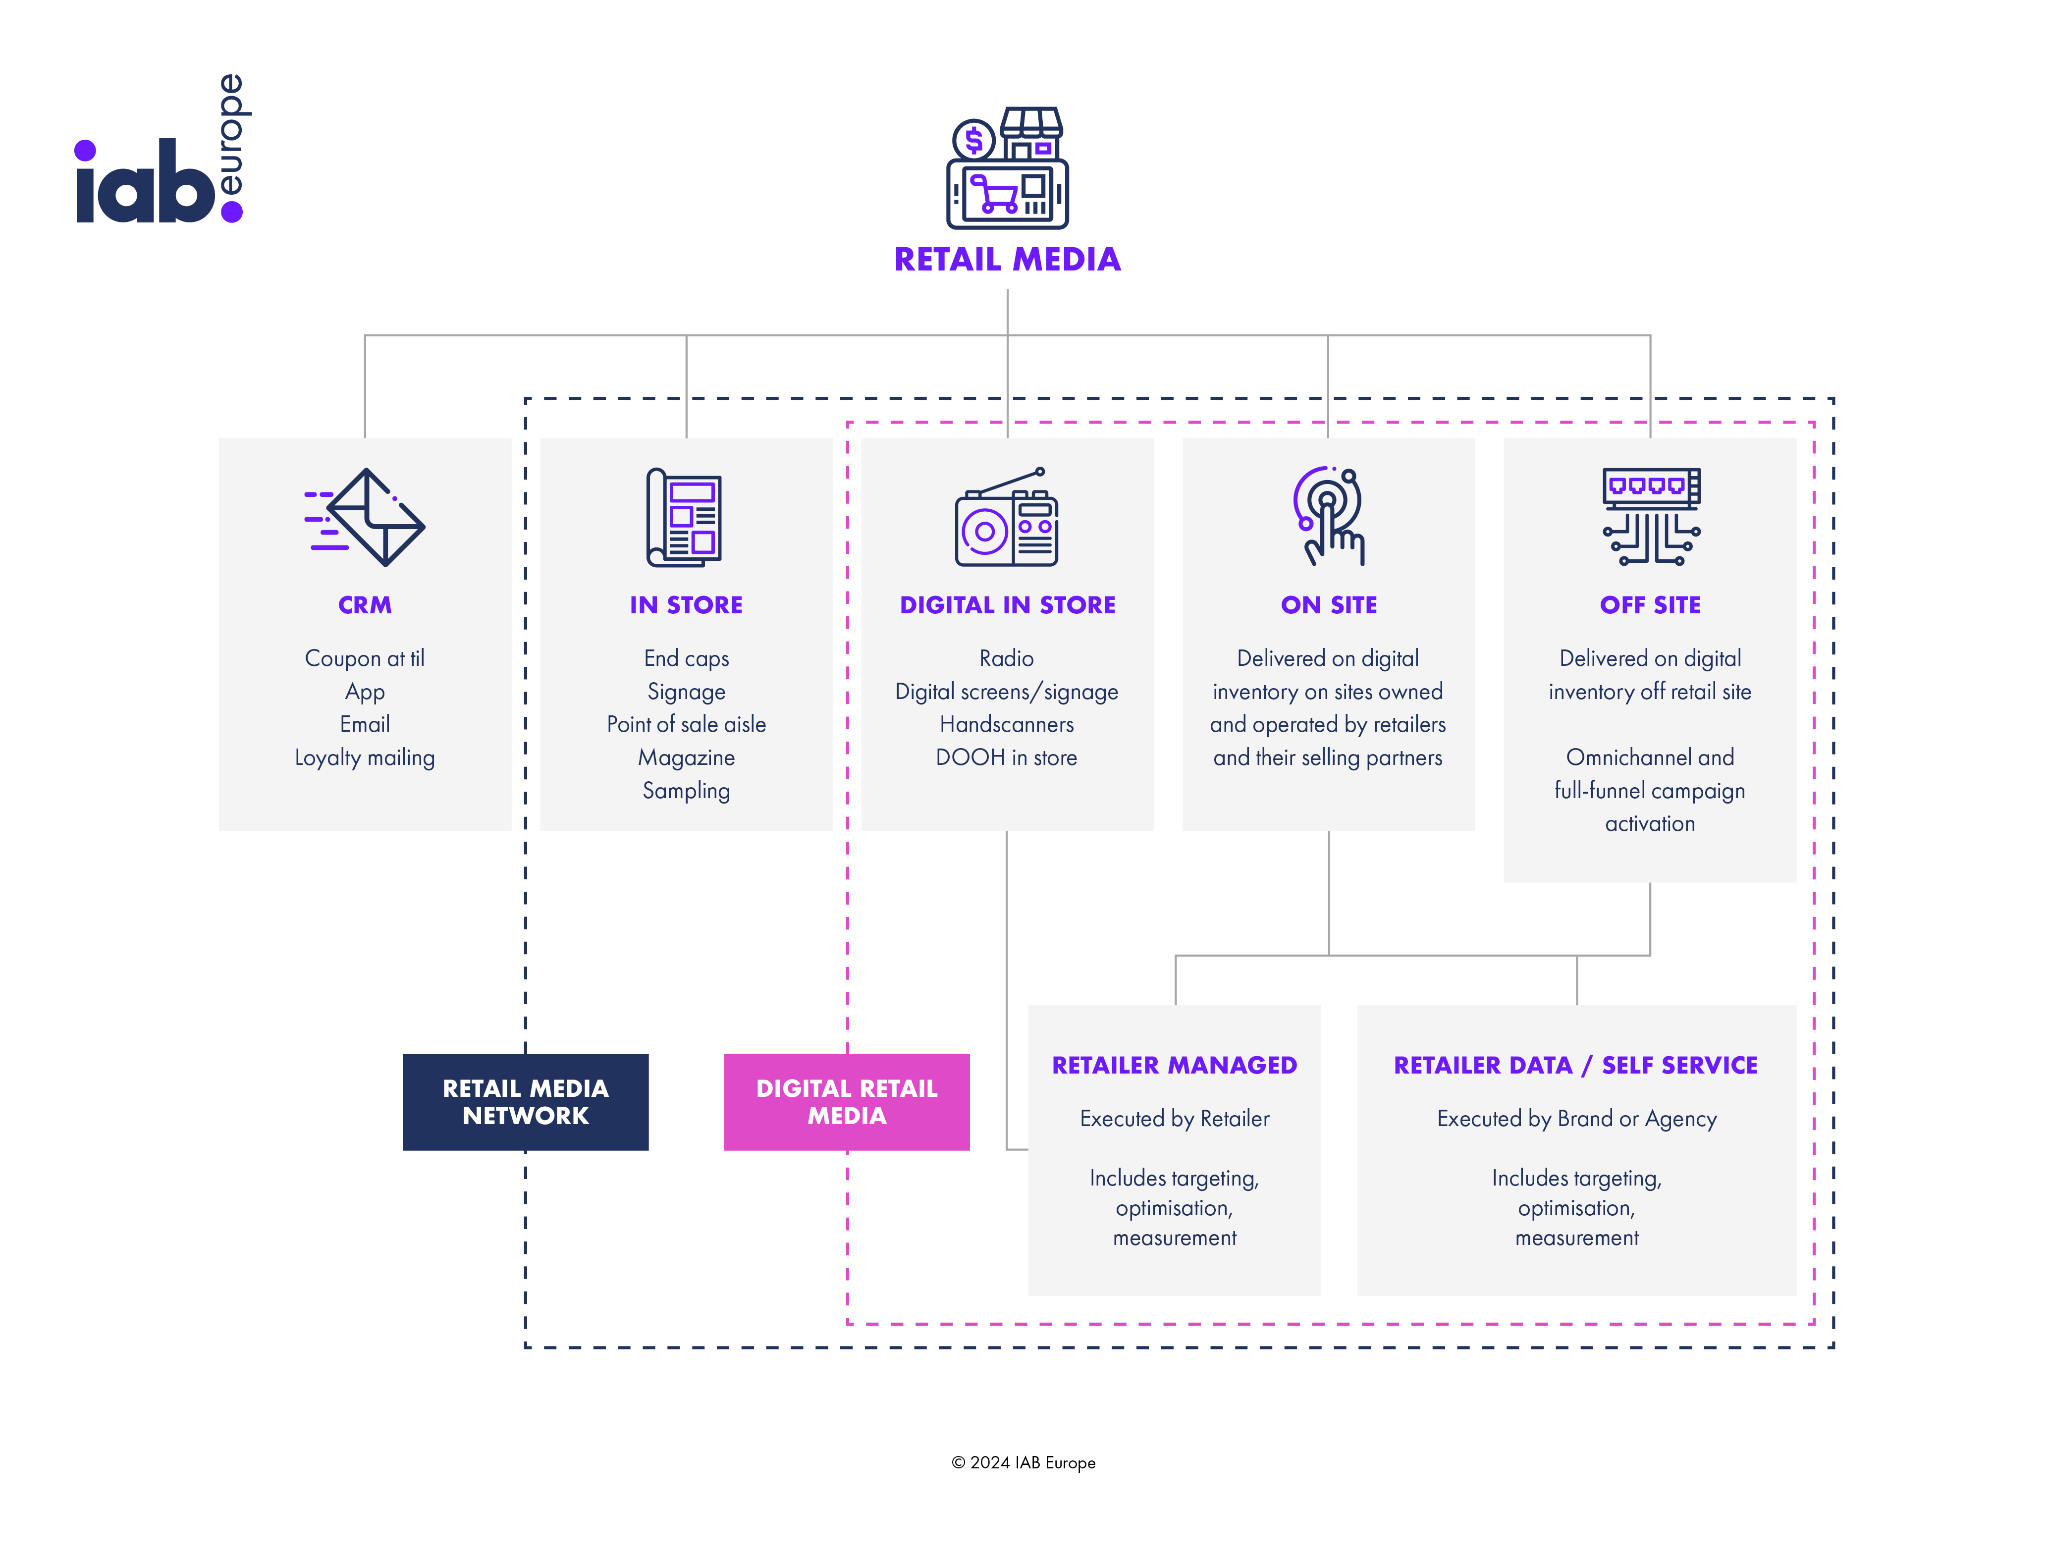 iab europe
$
RETAIL MEDIA
CRM
Coupon at til
App
Email
Loyalty mailing
IN STORE
End caps
Signage
Point of sale aisle
Magazine
Sampling
DIGITAL IN STORE
Radio
Digital screens/signage
Handscanners
DOOH in store
ON SITE
Delivered on digital
inventory on sites owned
and operated by retailers
and their selling partners
OFF SITE
Delivered on digital
inventory off retail site
Omnichannel and
full-funnel campaign
activation
RETAIL MEDIA
NETWORK
DIGITAL RETAIL
MEDIA
RETAILER MANAGED
Executed by Retailer
Includes targeting,
optimisation,
measurement
RETAILER DATA / SELF SERVICE
Executed by Brand or Agency
Includes targeting,
optimisation,
measurement
© 2024 IAB Europe